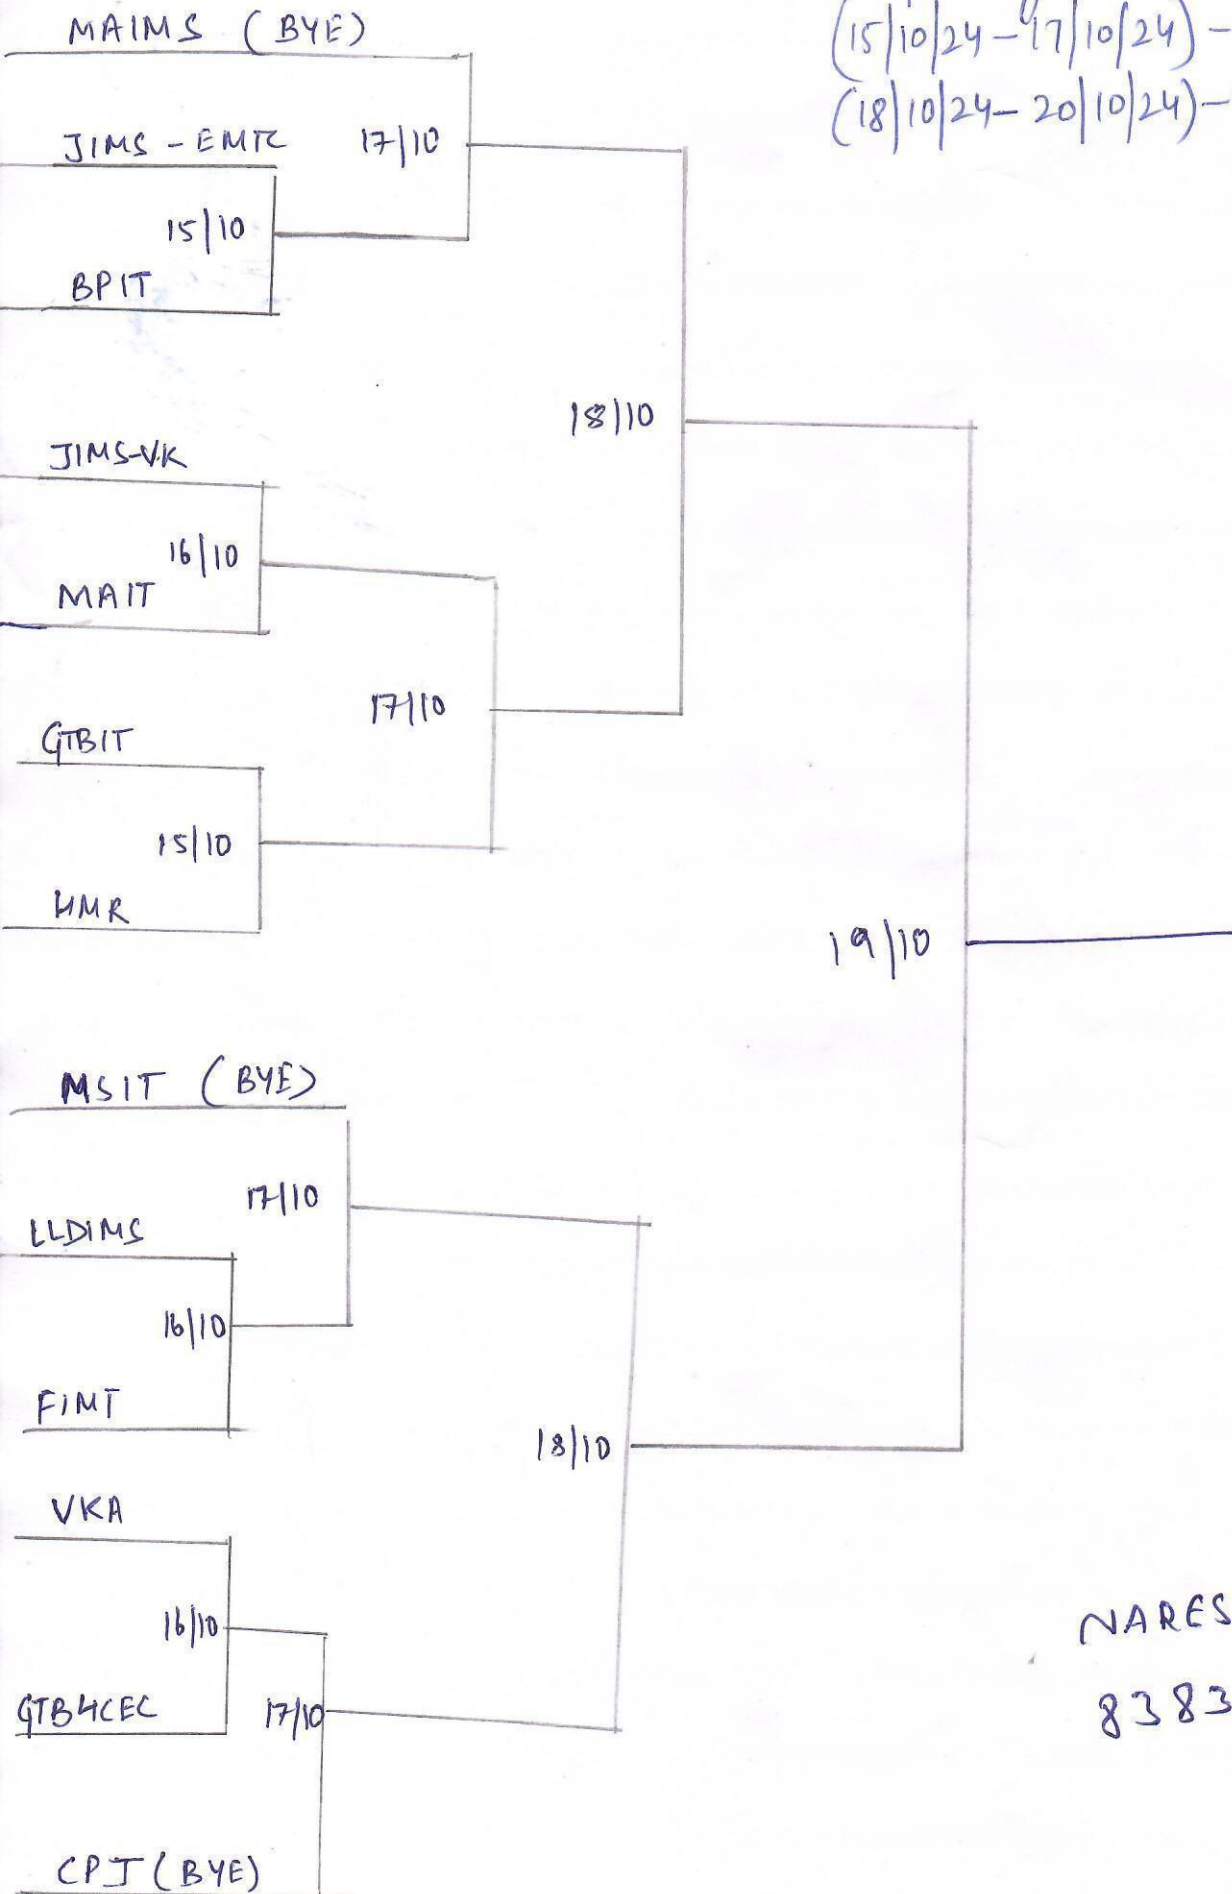 MAIMS (BYE)
(15/10/24-17/10/24)-
(18/10/24-20/10/24)-
JIMS-EMTC
17/10
15/10
BPIT
18/10
JIMS-VK
16/10
MAIT
17/10
GTBIT
15/10
HMR
19/10
MSIT (BYE)
17/10
LLDIMS
16/10
FIMT
18/10
VKA
16/10
NARES
GTB4CEC
17/10
8383
CPJ (BYE)